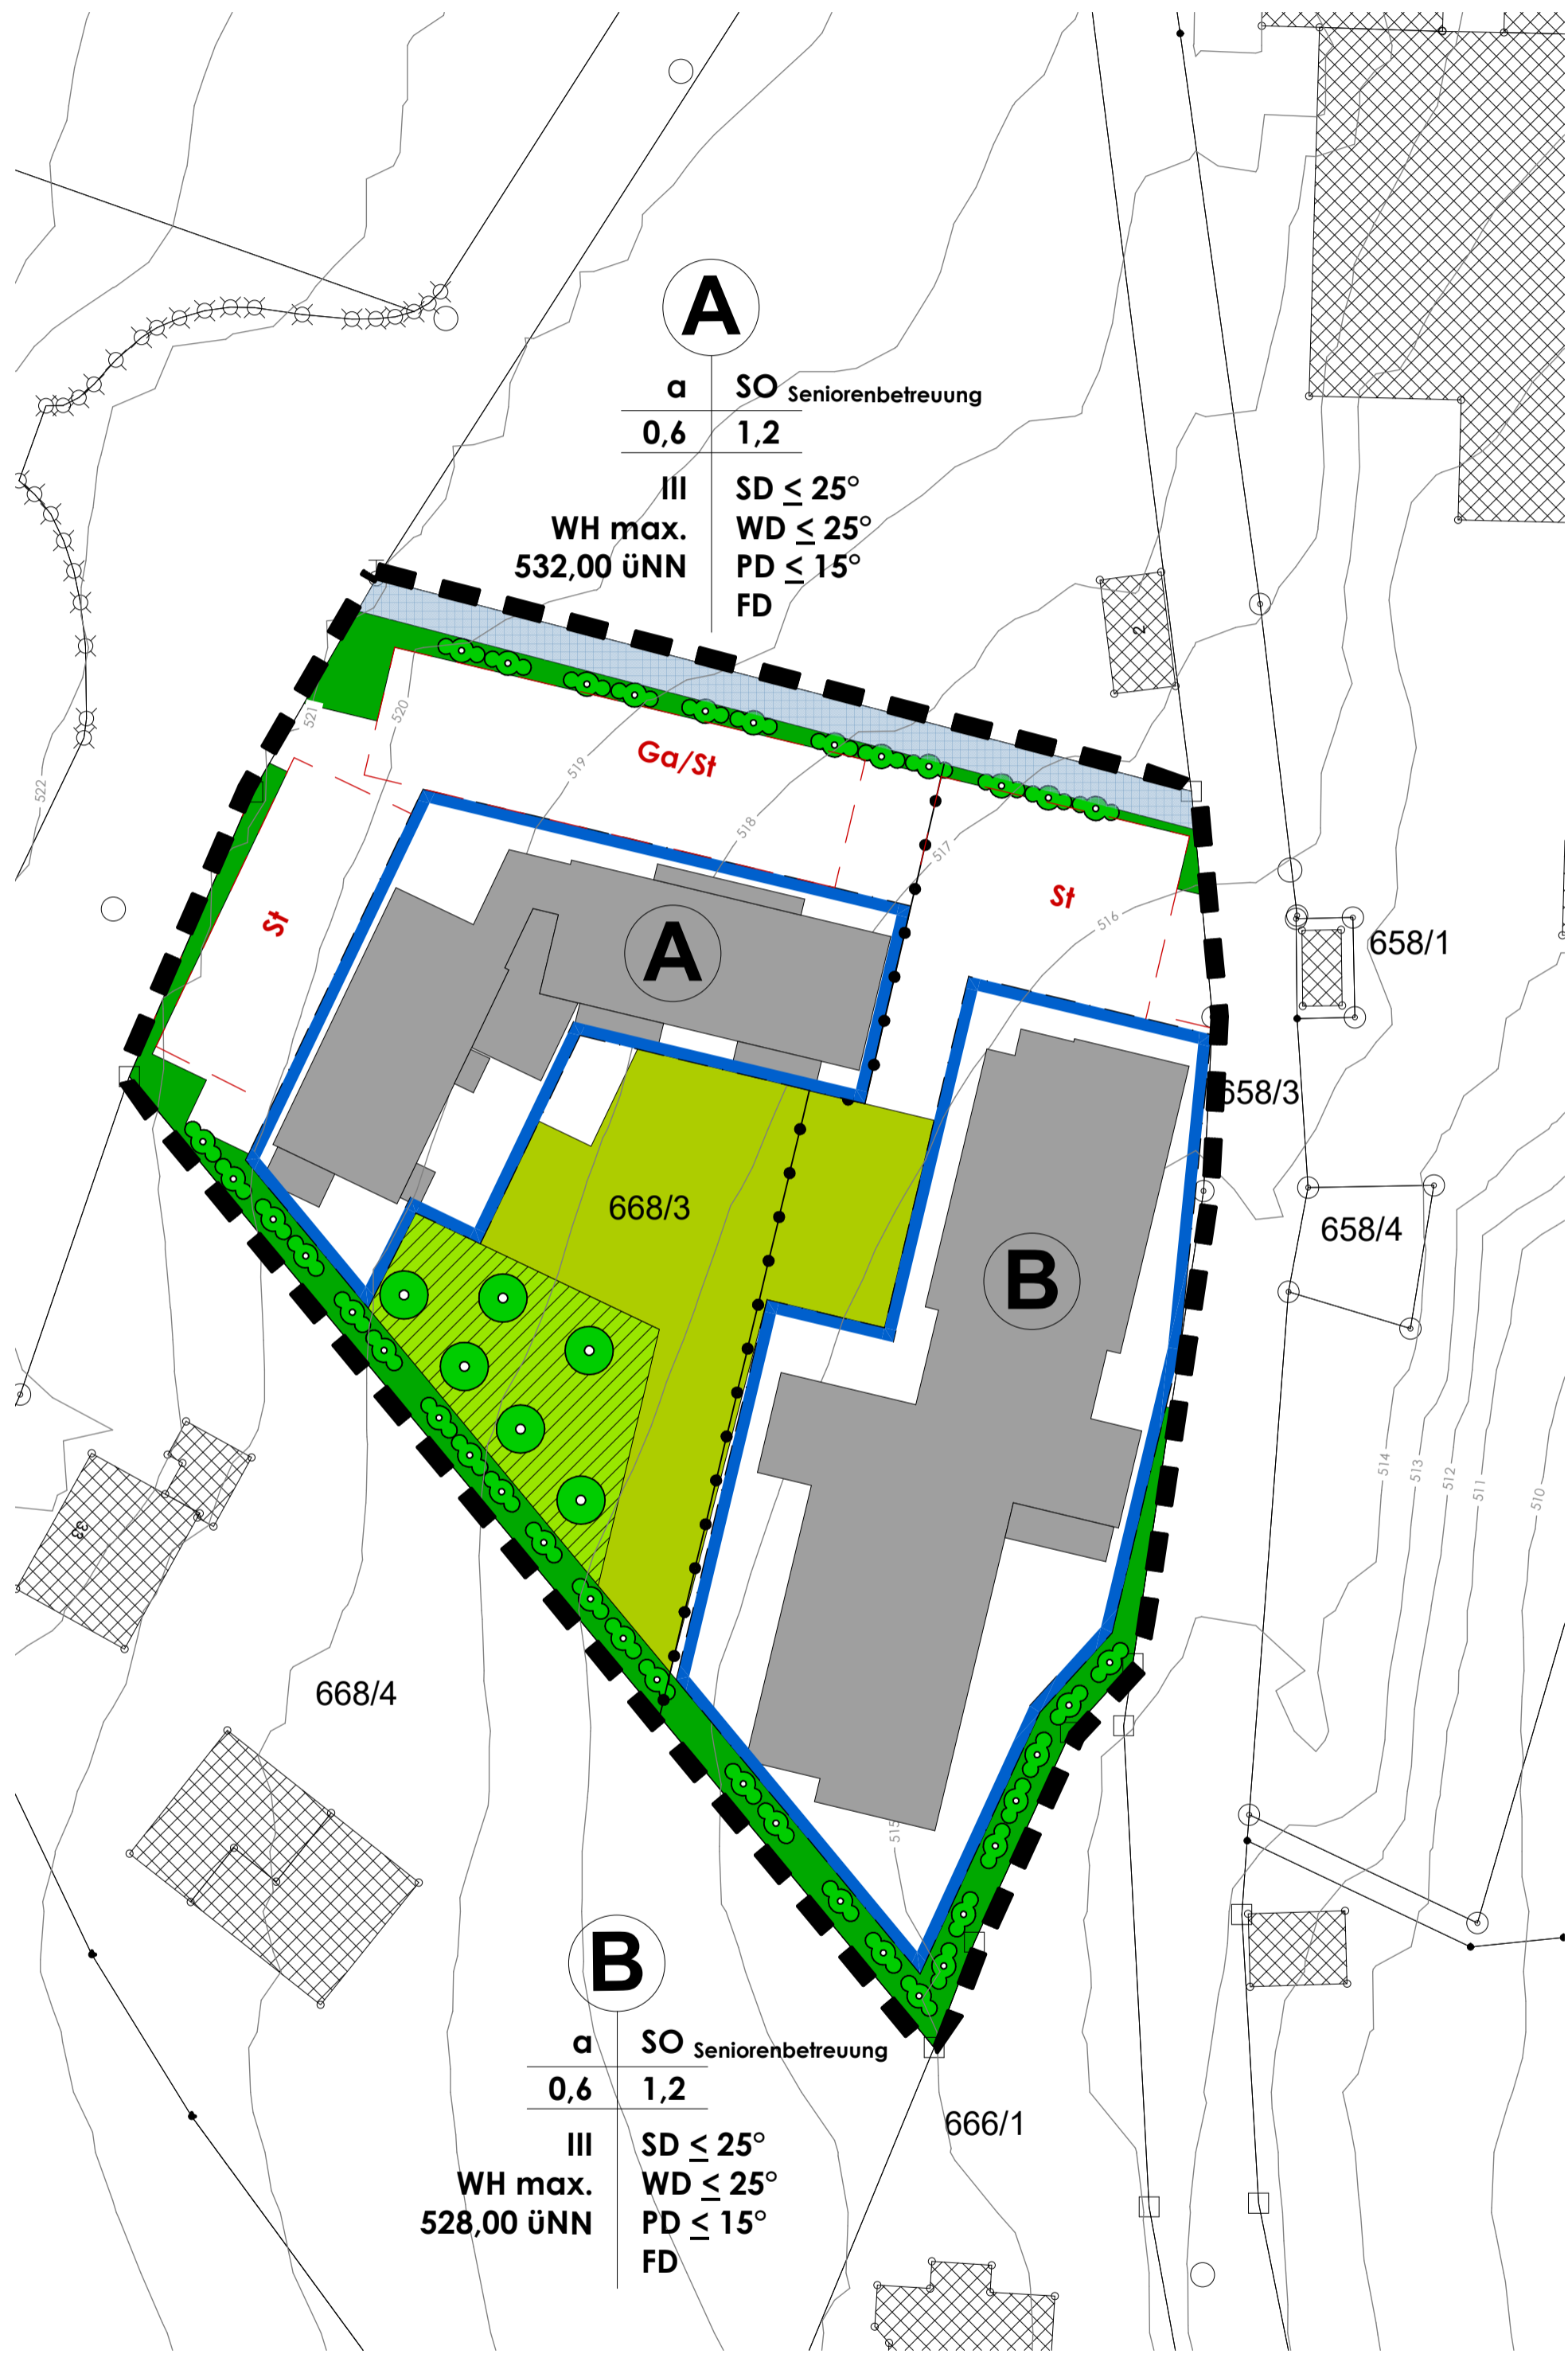 A
a SO Seniorenbetreuung
0,6 1,2
III SD ≤ 25°
WH max. WD ≤ 25°
532,00 üNN PD ≤ 15°
FD
2
521
520
522
519
Ga/St
518
517
St
516
St
A
658/1
658/3
668/3
658/4
B
514
513
512
511
510
33
668/4
515
B
a SO Seniorenbetreuung
0,6 1,2
III SD ≤ 25°
WH max. WD ≤ 25°
528,00 üNN PD ≤ 15°
FD
666/1